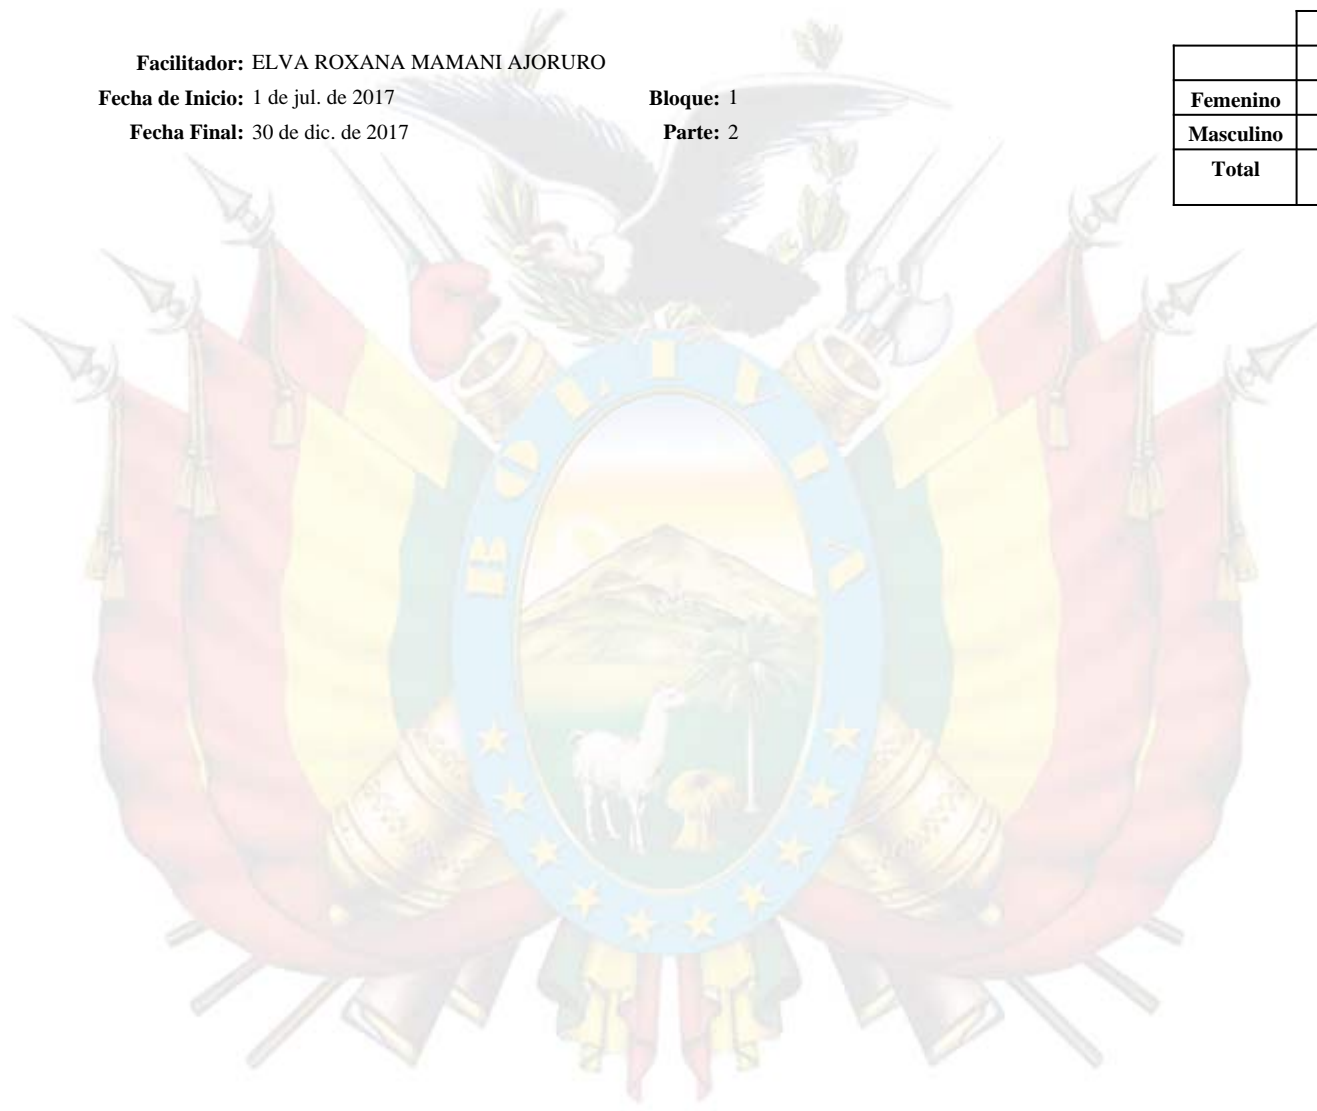 Facilitador: ELVA ROXANA MAMANI AJORURO
Fecha de Inicio: 1 de jul. de 2017 Bloque: 1
Fecha Final: 30 de dic. de 2017 Parte: 2
Femenino
Masculino
Total
BOLIVIA